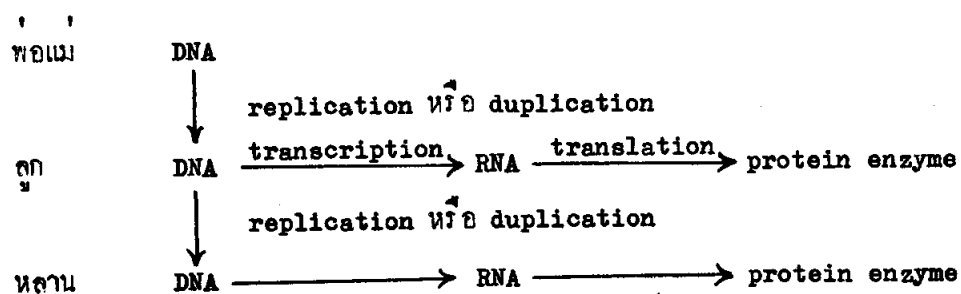 พ่อแม่ DNA
replication หรือ duplication
ลูก DNA transcription RNA translation protein enzyme
replication หรือ duplication
หลาน DNA RNA protein enzyme